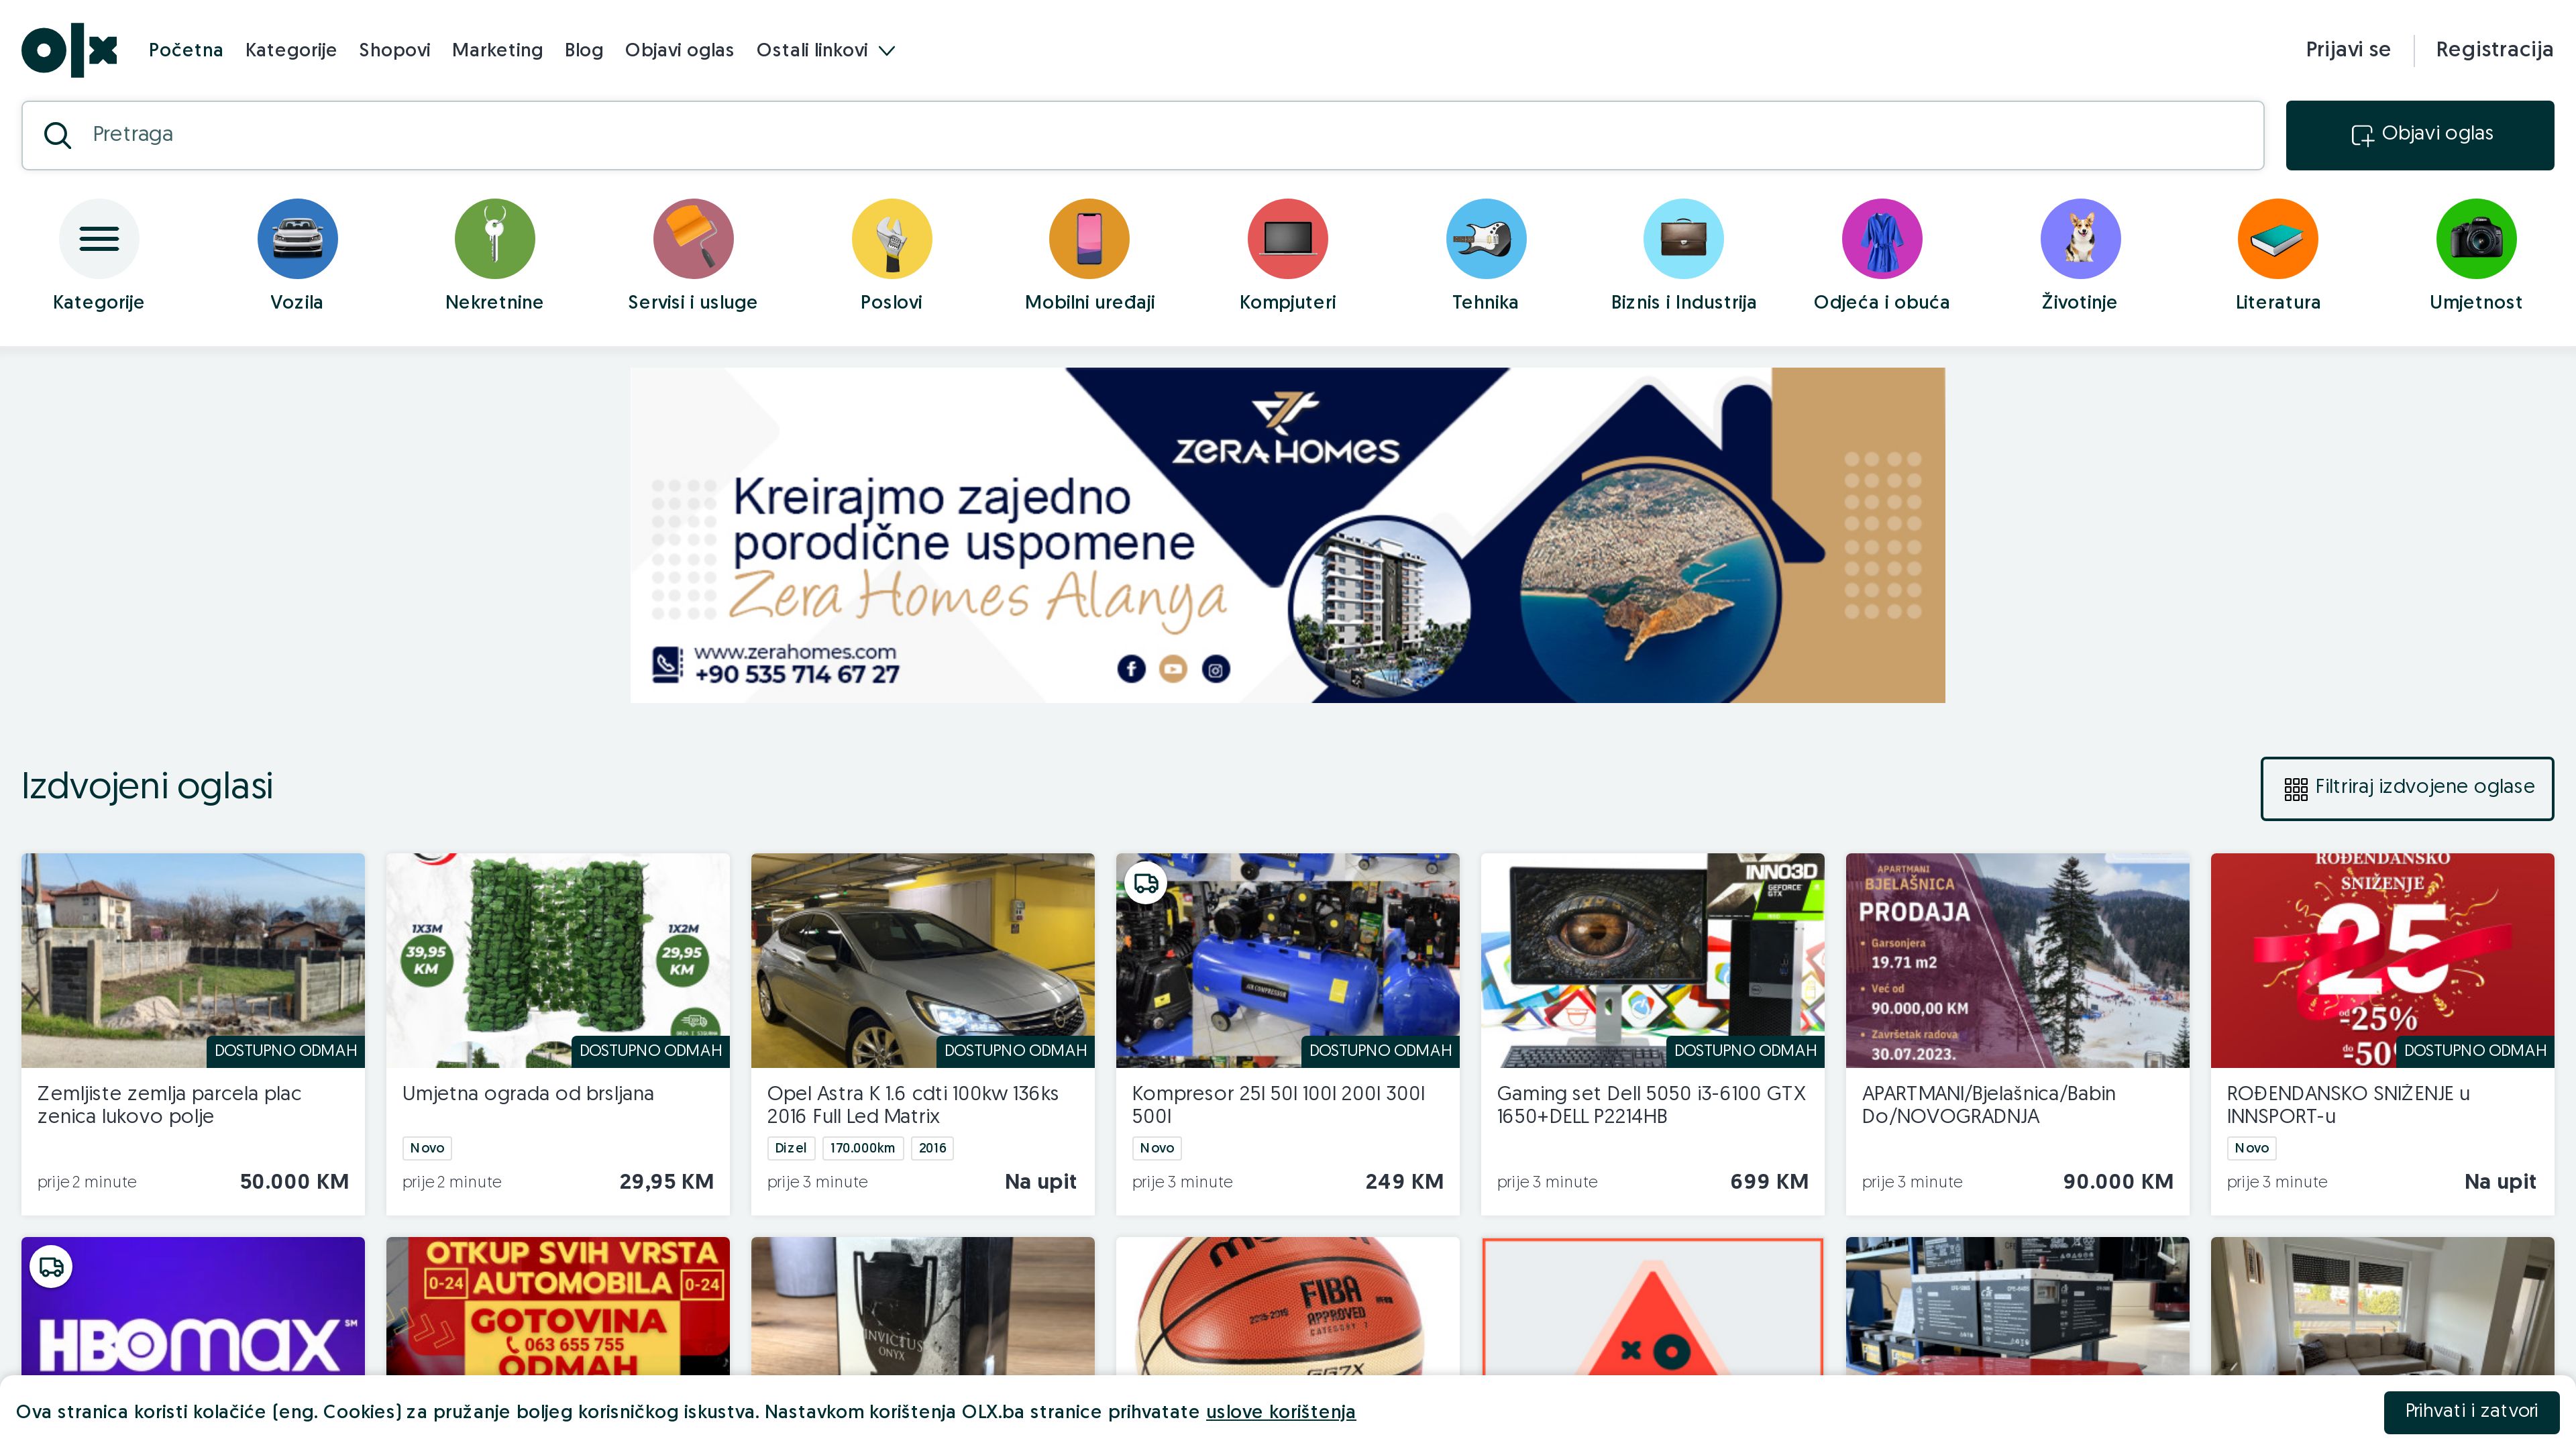 olx
Početna
Kategorije
Shopovi
Marketing
Blog
Objavi oglas
Ostali linkovi
Prijavi se
Registracija
Pretraga
Objavi oglas
Kategorije
Vozila
Nekretnine
Servisi i usluge
Poslovi
Mobilni uređaji
Kompjuteri
Tehnika
Biznis i Industrija
Odjeća i obuća
Životinje
Literatura
Umjetnost
ZERA HOMES
Kreirajmo zajedno
porodične uspomene
Zera Homes Alanya
www.zerahomes.com
+90 535 714 67 27
Izdvojeni oglasi
Filtriraj izdvojene oglase
DOSTUPNO ODMAH
Zemljiste zemlja parcela plac
zenica lukovo polje
prije 2 minute
50.000 KM
1X3M
39,95
KM
1X2M
29,95
KM
DOSTUPNO ODMAH
Umjetna ograda od brsljana
Novo
prije 2 minute
29,95 KM
DOSTUPNO ODMAH
Opel Astra K 1.6 cdti 100kw 136ks
2016 Full Led Matrix
Dizel
170.000km
2016
prije 3 minute
Na upit
AIR COMPRESSOR
DOSTUPNO ODMAH
Kompresor 25l 50l 100l 200l 300l
500l
Novo
prije 3 minute
249 KM
INNO3D
GEFORCE
GTX
DOSTUPNO ODMAH
Gaming set Dell 5050 i3-6100 GTX
1650+DELL P2214HB
prije 3 minute
699 KM
APARTMANI
BJELAŠNICA
PRODAJA
• Garsonjera
19.71 m2
• Već od
90.000,00 KM
• Završetak radova
30.07.2023.
APARTMANI/Bjelašnica/Babin
Do/NOVOGRADNJA
prije 3 minute
90.000 KM
ROĐENDANSKO
SNIŽENJE
25
od
-25%
do
-50
DOSTUPNO ODMAH
ROĐENDANSKO SNIŽENJE u
INNSPORT-u
Novo
prije 3 minute
Na upit
HBOmax SM
OTKUP SVIH VRSTA
0-24 AUTOMOBILA 0-24
GOTOVINA
063 655 755
ODMAH
INVICTUS
ONYX
FIBA
APPROVED
CATEGORY 1
GG7X
Ova stranica koristi kolačiće (eng. Cookies) za pružanje boljeg korisničkog iskustva. Nastavkom korištenja OLX.ba stranice prihvatate uslove korištenja
Prihvati i zatvori